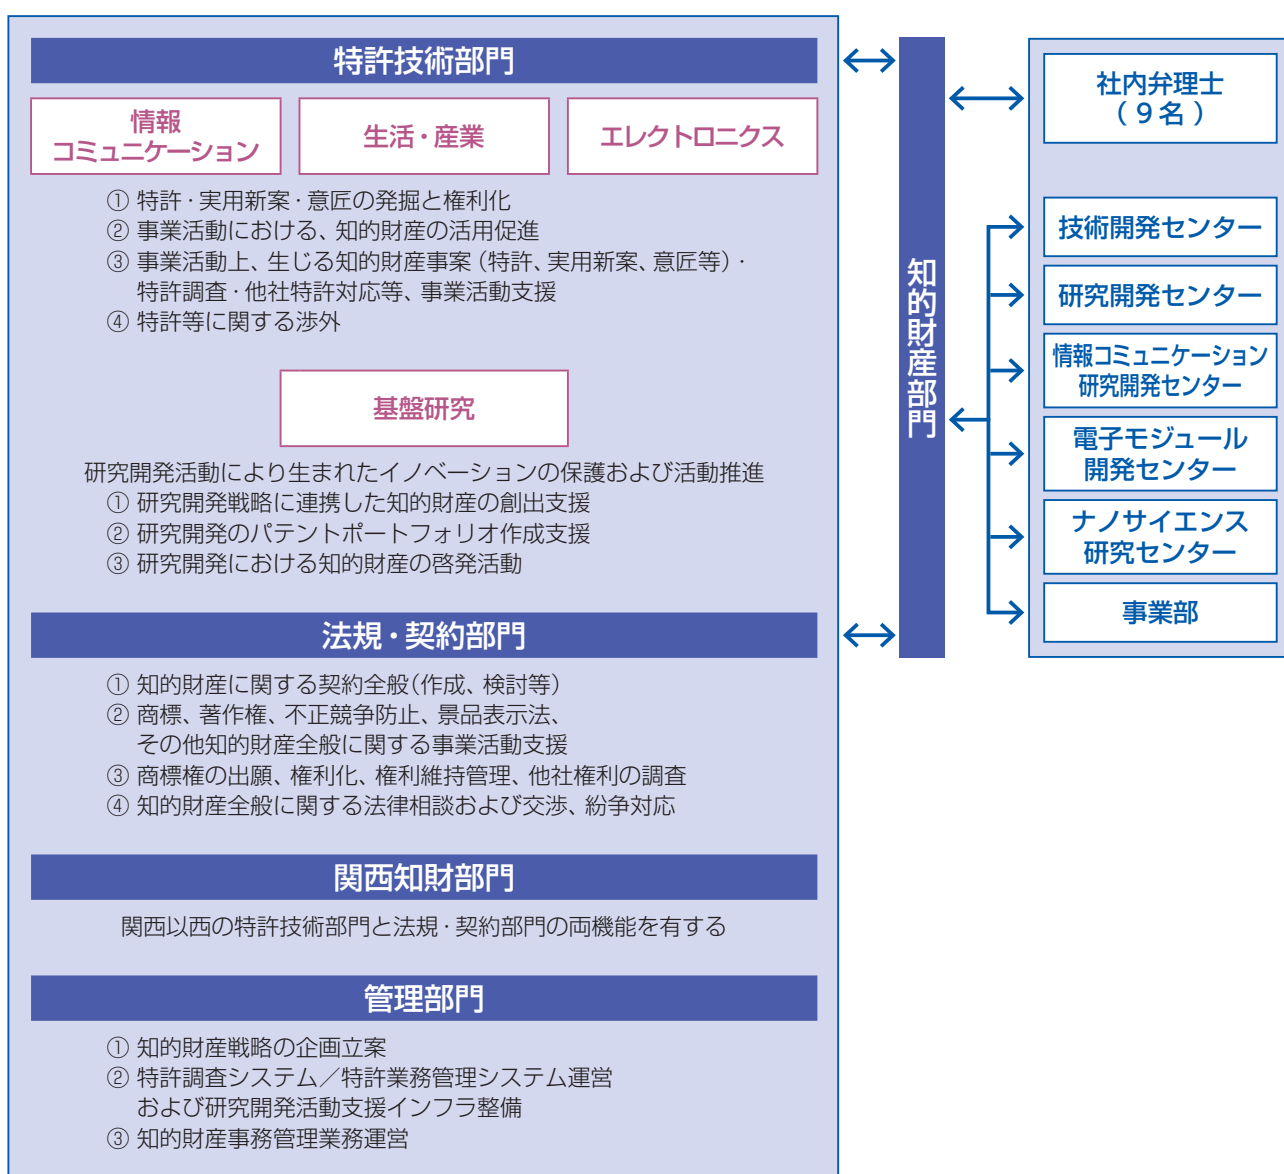 特許技術部門
情報
コミュニケーション
生活・産業
エレクトロニクス
① 特許・実用新案・意匠の発掘と権利化
② 事業活動における、知的財産の活用促進
③ 事業活動上、生じる知的財産事案（特許、実用新案、意匠等）・
特許調査・他社特許対応等、事業活動支援
④ 特許等に関する渉外
基盤研究
研究開発活動により生まれたイノベーションの保護および活動推進
① 研究開発戦略に連携した知的財産の創出支援
② 研究開発のパテントポートフォリオ作成支援
③ 研究開発における知的財産の啓発活動
法規・契約部門
① 知的財産に関する契約全般（作成、検討等）
② 商標、著作権、不正競争防止、景品表示法、
その他知的財産全般に関する事業活動支援
③ 商標権の出願、権利化、権利維持管理、他社権利の調査
④ 知的財産全般に関する法律相談および交渉、紛争対応
関西知財部門
関西以西の特許技術部門と法規・契約部門の両機能を有する
管理部門
① 知的財産戦略の企画立案
② 特許調査システム／特許業務管理システム運営
および研究開発活動支援インフラ整備
③ 知的財産事務管理業務運営
知的財産部門
社内弁理士
（９名）
技術開発センター
研究開発センター
情報コミュニケーション
研究開発センター
電子モジュール
開発センター
ナノサイエンス
研究センター
事業部